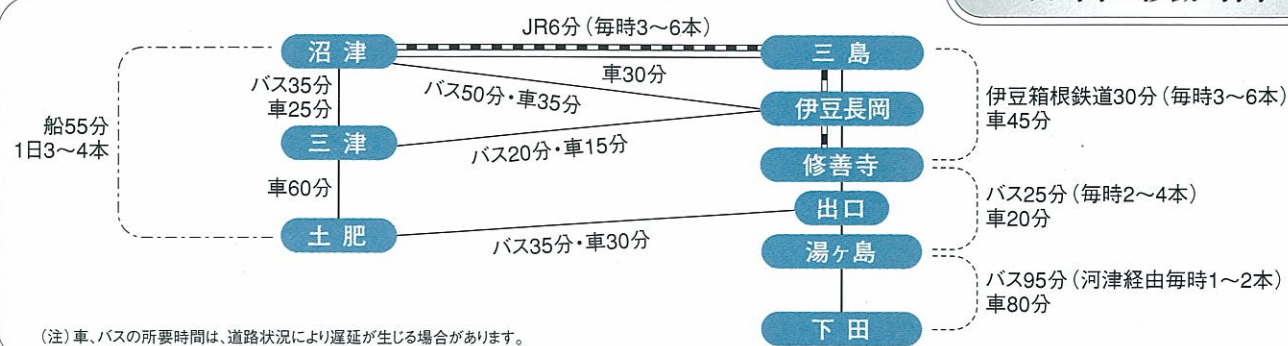 JR6分(毎時3〜6本)
沼津
三島
車30分
バス35分
車25分
バス50分・車35分
伊豆長岡
伊豆箱根鉄道30分(毎時3〜6本)
車45分
船55分
1日3〜4本
三津
バス20分・車15分
修善寺
車60分
出口
バス25分(毎時2〜4本)
車20分
土肥
バス35分・車30分
湯ヶ島
バス95分(河津経由毎時1〜2本)
車80分
下田
(注)車、バスの所要時間は、道路状況により遅延が生じる場合があります。